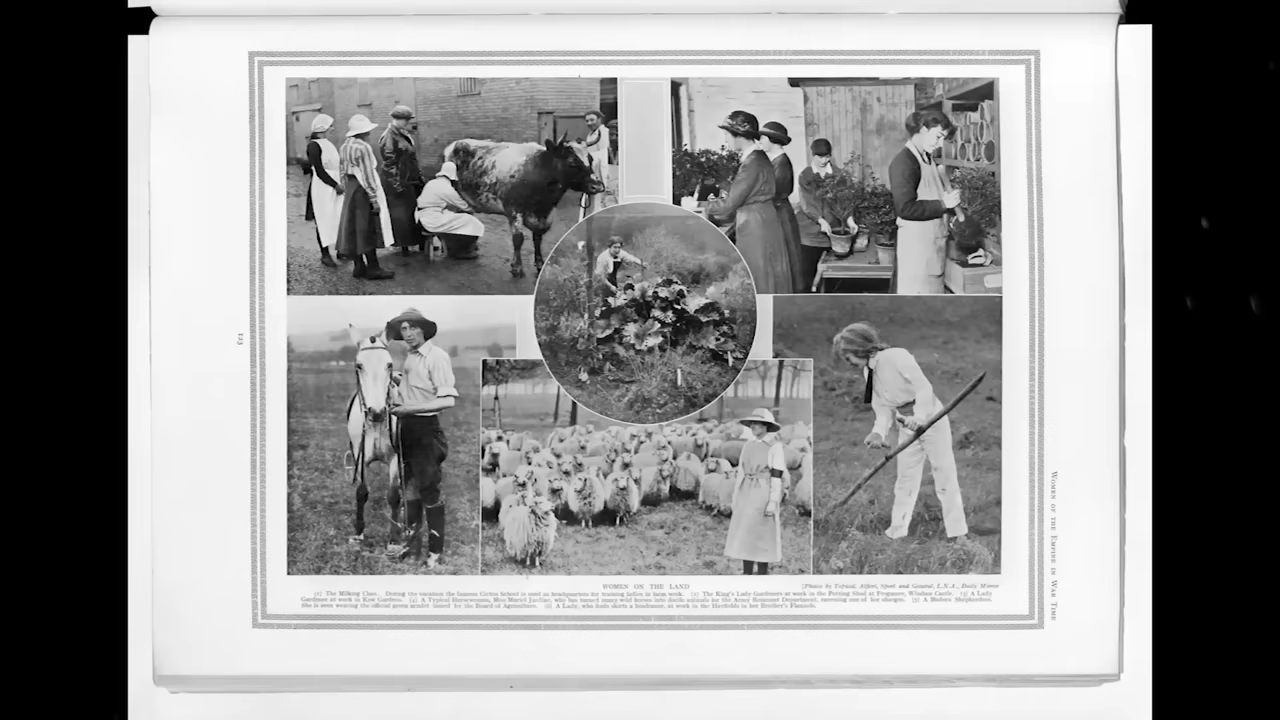 123
WOMEN ON THE LAND
[Photos by Topical, Alfieri, Sport and General, L.N.A., Daily Mirror
(1) The Milking Class. During the vacation the famous Girton School is used as headquarters for training ladies in farm work. (2) The King's Lady Gardeners at work in the Potting Shed at Frogmore, Windsor Castle. (3) A Lady
Gardener at work in Kew Gardens. (4) A Typical Horsewoman, Miss Muriel who has turned many wild horses into docile animals for the Army Remount Department, exercising one of her charges. (5) A Modern Shepherdess.
She is seen wearing the official green armlet issued by the Board of Agriculture. (6) A Lady, who finds skirts a hindrance, at work in the Hayfields in her Brother's Flannels.
WOMEN OF THE EMPIRE IN WAR TIME